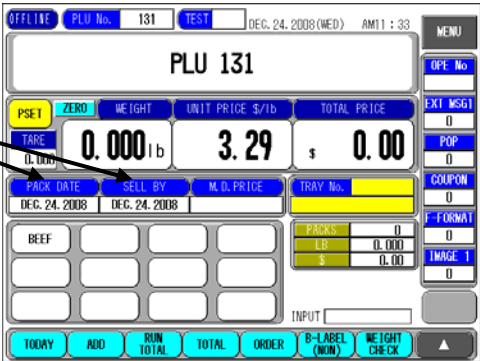 OFFLINE PLU No. 131 TEST DEC. 24. 2008(WED) AM11:33
MENU
PLU 131
OPE No
PSET ZERO WEIGHT UNIT PRICE $/lb TOTAL PRICE
EXT MSG1
0
TARE
0.000
0.000 lb 3.29 $ 0.00
POP
0
PACK DATE SELL BY M.D.PRICE TRAY No.
DEC. 24. 2008 DEC. 24. 2008
COUPON
0
F-FORMAT
0
BEEF
PACKS 0
LB 0.000
$ 0.00
IMAGE 1
0
INPUT
TODAY ADD RUN TOTAL TOTAL ORDER B-LABEL (NON) WEIGHT CHECK ▲